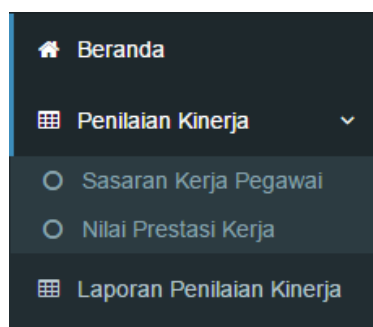 Beranda
Penilaian Kinerja
Sasaran Kerja Pegawai
Nilai Prestasi Kerja
Laporan Penilaian Kinerja